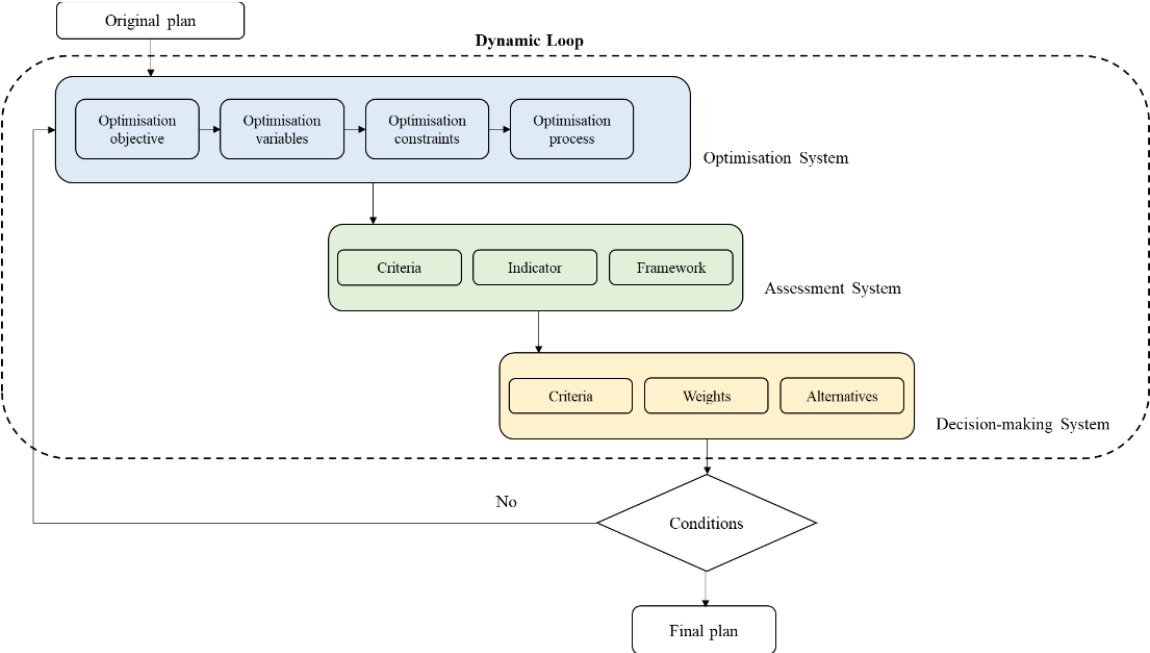 Original plan
Dynamic Loop
Optimisation
objective
Optimisation
variables
Optimisation
constraints
Optimisation
process
Optimisation System
Criteria
Indicator
Framework
Assessment System
Criteria
Weights
Alternatives
Decision-making System
No
Conditions
Final plan